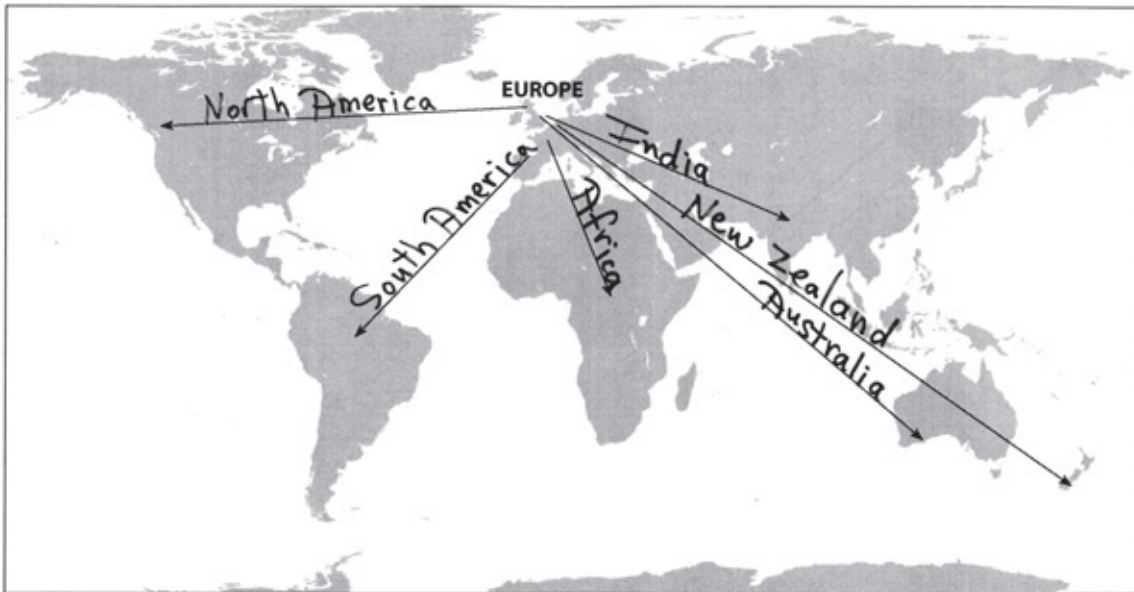 EUROPE
North America
India
South America
Africa
New Zealand
Australia